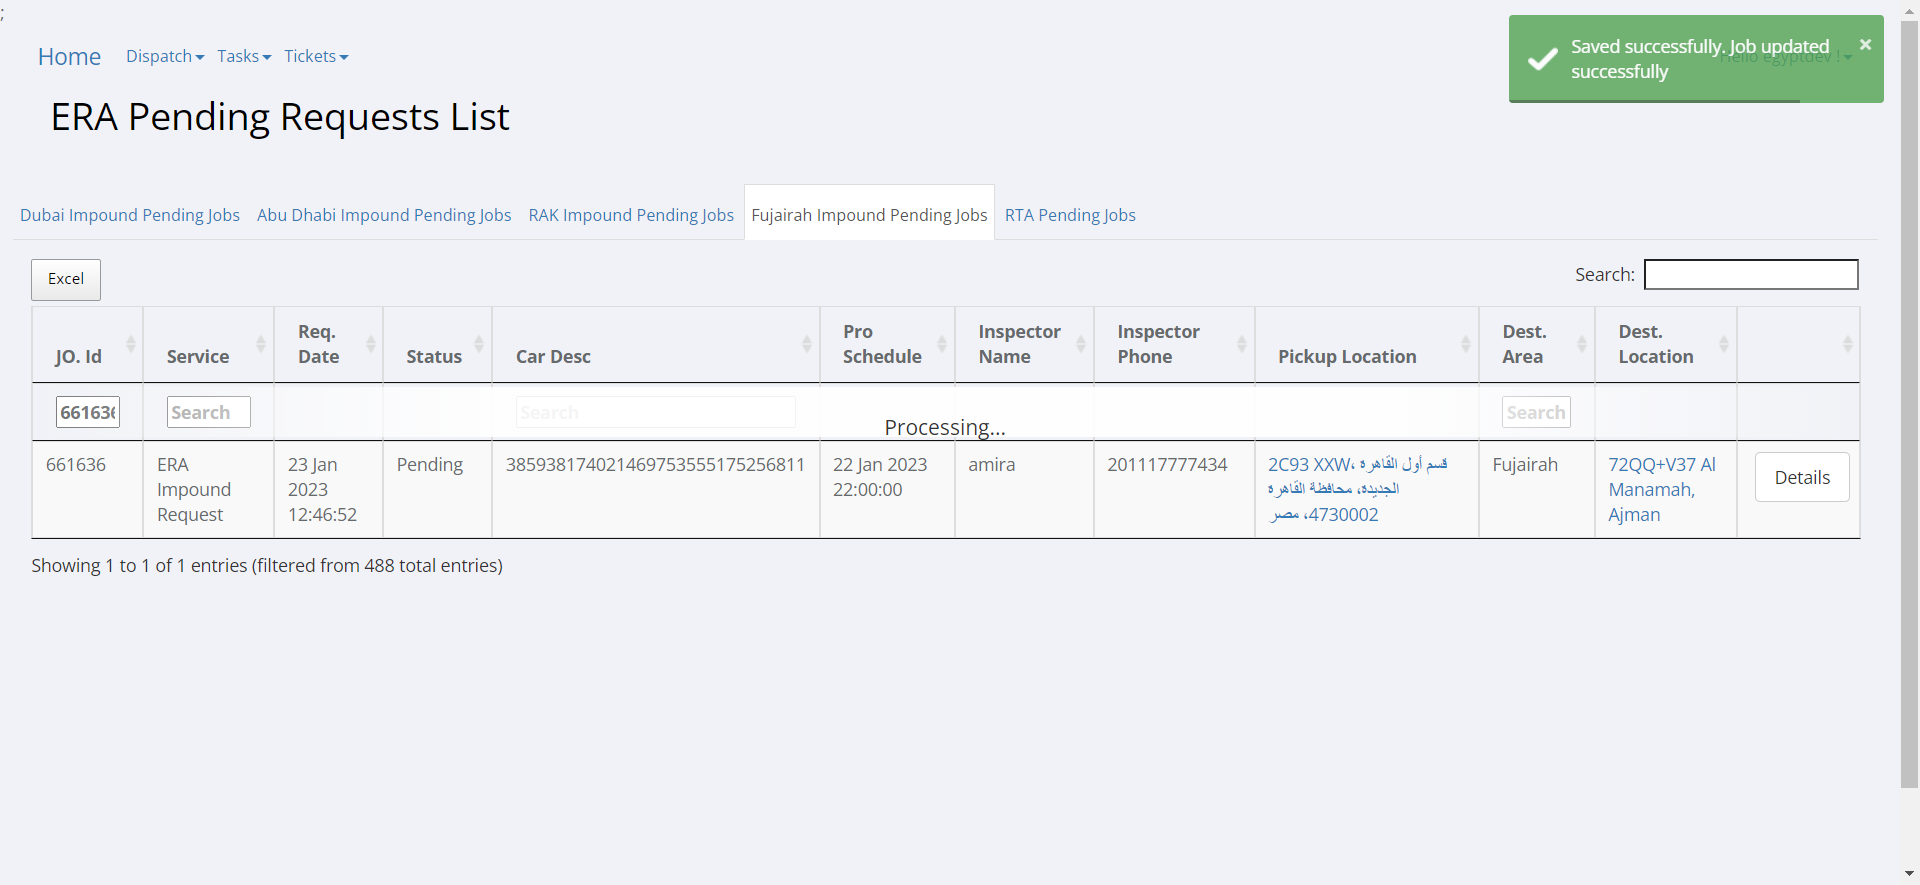 ;
Home Dispatch Tasks Tickets
Saved successfully. Job updated
successfully
×
Hello egyptdev !
ERA Pending Requests List
Dubai Impound Pending Jobs Abu Dhabi Impound Pending Jobs RAK Impound Pending Jobs Fujairah Impound Pending Jobs RTA Pending Jobs
Excel
Search:
JO. Id
Service
Req.
Date
Status
Car Desc
Pro
Schedule
Inspector
Name
Inspector
Phone
Pickup Location
Dest.
Area
Dest.
Location
661636
Search
Search
Search
Processing...
661636
ERA
Impound
Request
23 Jan
2023
12:46:52
Pending
385938174021469753555175256811
22 Jan 2023
22:00:00
amira
201117777434
2C93 XXW، قسم أول القاهرة
الجديدة، محافظة القاهرة
4730002، مصر
Fujairah
72QQ+V37 Al
Manamah,
Ajman
Details
Showing 1 to 1 of 1 entries (filtered from 488 total entries)